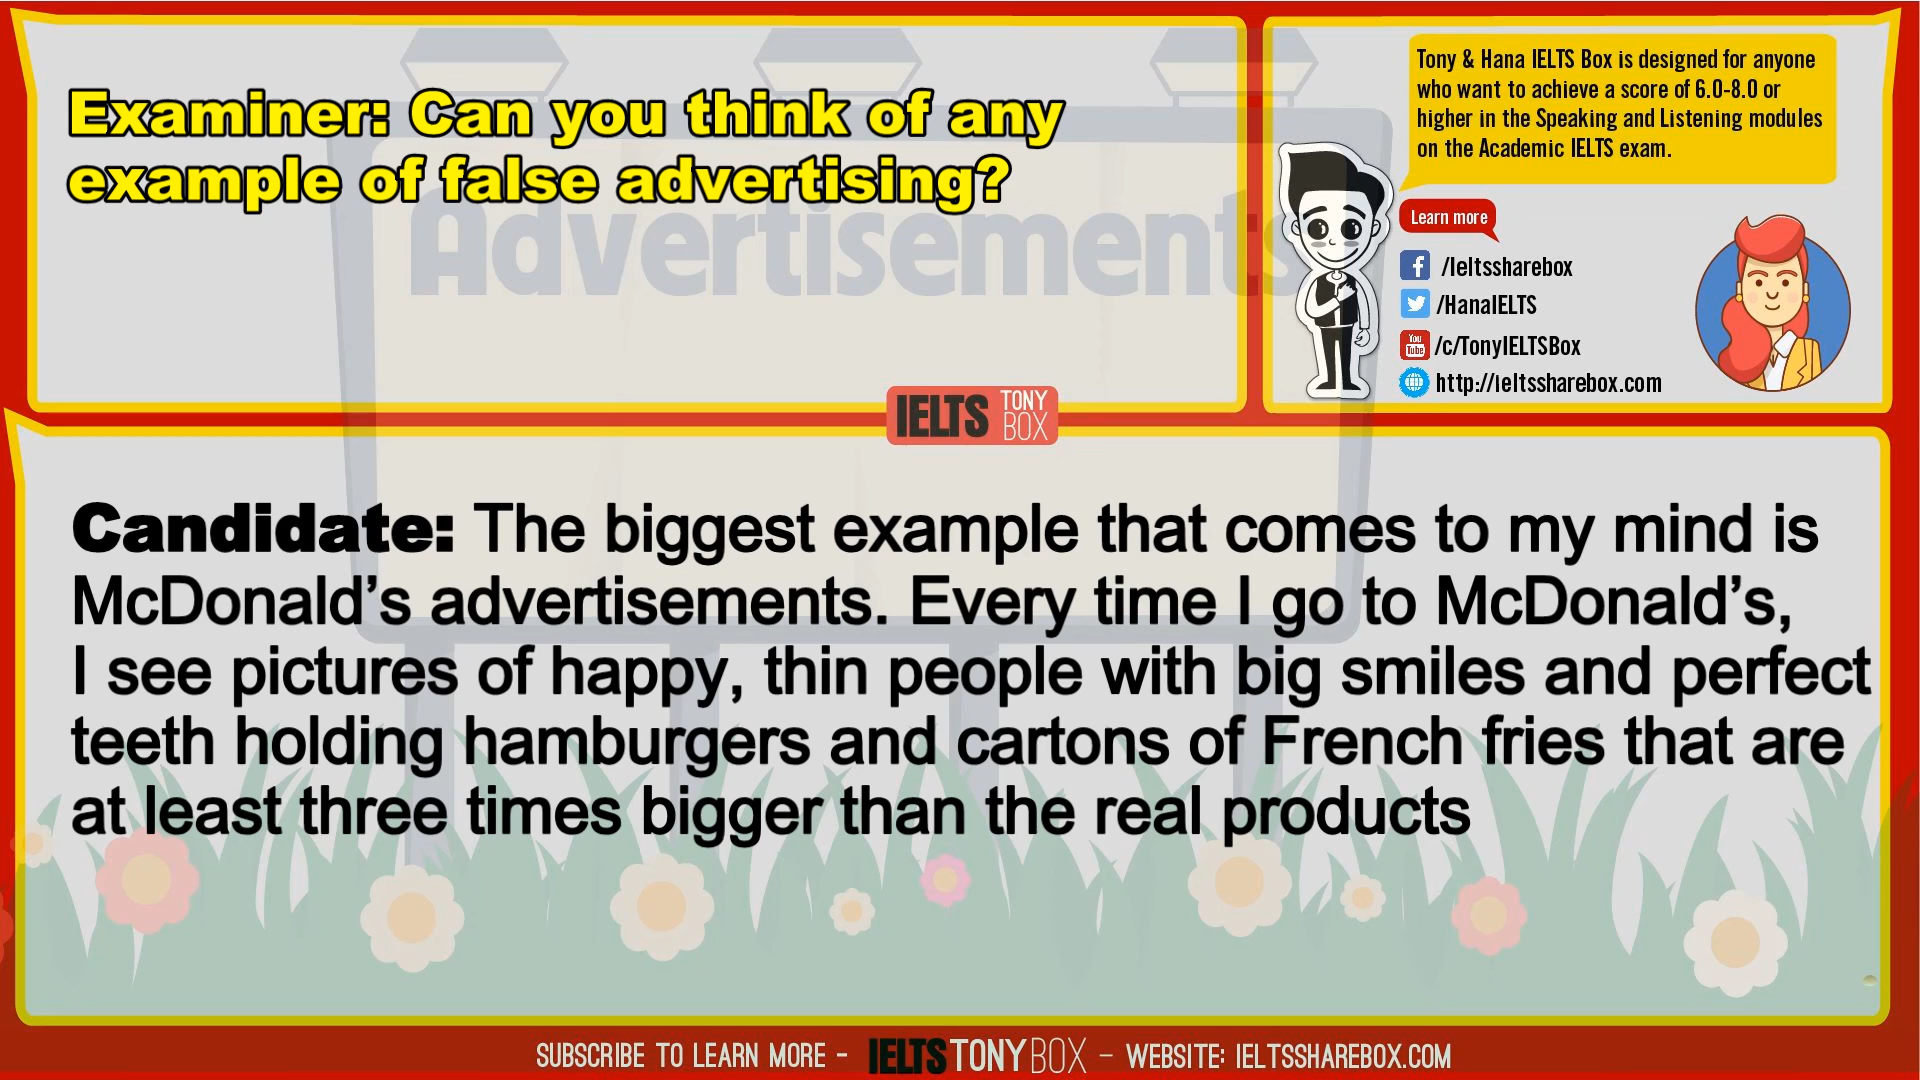 Examiner: Can you think of any
example of false advertising?
Advertisements
Tony & Hana IELTS Box is designed for anyone
who want to achieve a score of 6.0-8.0 or
higher in the Speaking and Listening modules
on the Academic IELTS exam.
Learn more
f /Ieltssharebox
/HanaIELTS
You Tube /c/TonyIELTSBox
http://ieltssharebox.com
IELTS TONY BOX
Candidate: The biggest example that comes to my mind is
McDonald’s advertisements. Every time I go to McDonald’s,
I see pictures of happy, thin people with big smiles and perfect
teeth holding hamburgers and cartons of French fries that are
at least three times bigger than the real products
SUBSCRIBE TO LEARN MORE - IELTS TONY BOX - WEBSITE: IELTSSHAREBOX.COM